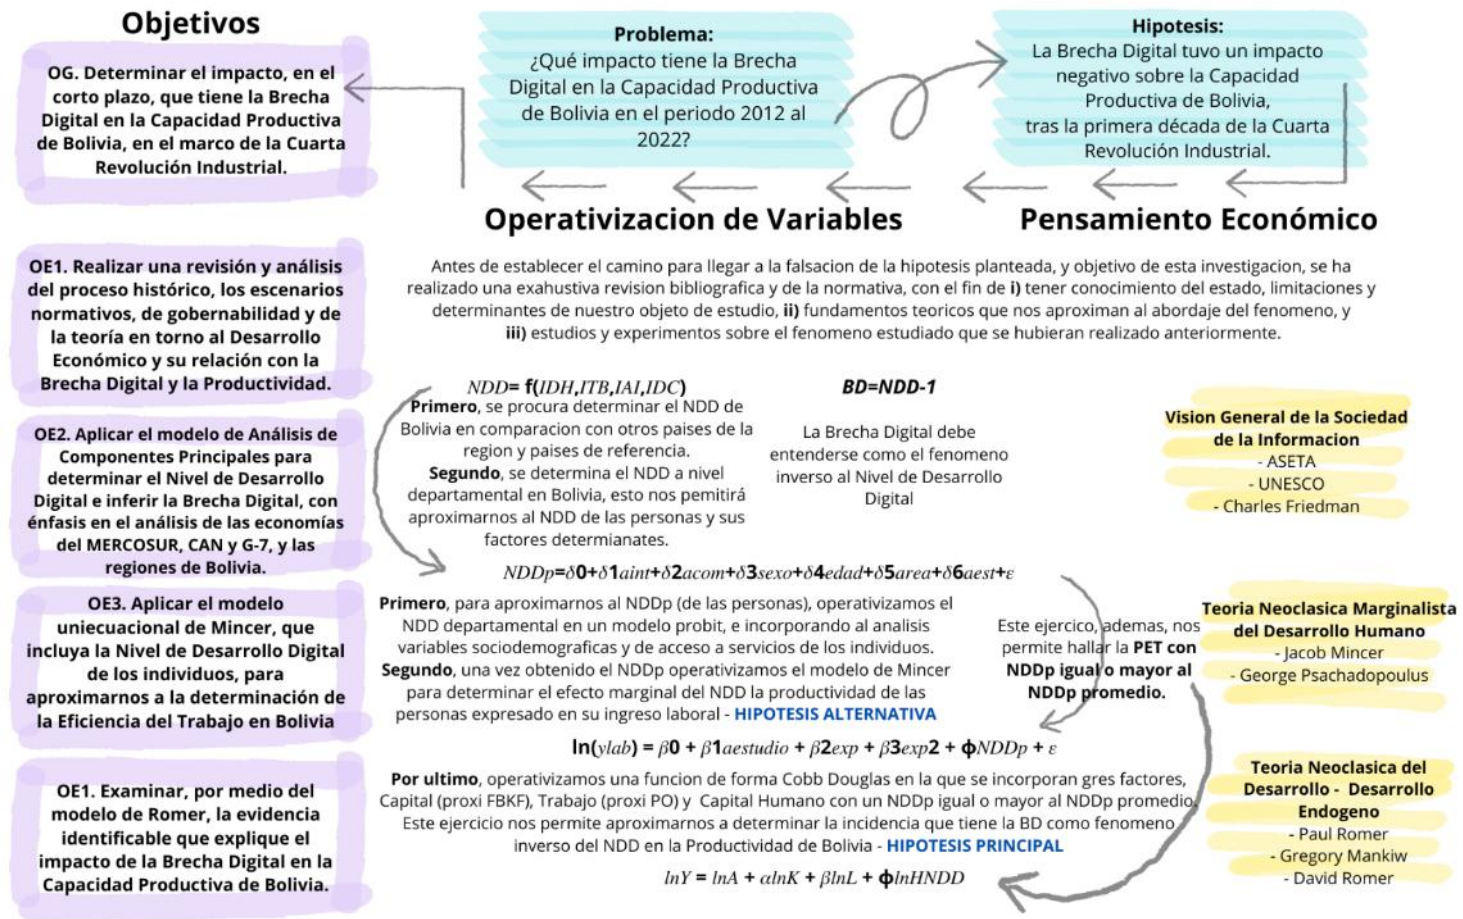 Objetivos
OG. Determinar el impacto, en el
corto plazo, que tiene la Brecha
Digital en la Capacidad Productiva
de Bolivia, en el marco de la Cuarta
Revolución Industrial.
Problema:
¿Qué impacto tiene la Brecha
Digital en la Capacidad Productiva
de Bolivia en el periodo 2012 al
2022?
Hipotesis:
La Brecha Digital tuvo un impacto
negativo sobre la Capacidad
Productiva de Bolivia,
tras la primera década de la Cuarta
Revolución Industrial.
Operativizacion de Variables
Pensamiento Económico
OE1. Realizar una revisión y análisis
del proceso histórico, los escenarios
normativos, de gobernabilidad y de
la teoría en torno al Desarrollo
Económico y su relación con la
Brecha Digital y la Productividad.
Antes de establecer el camino para llegar a la falsacion de la hipotesis planteada, y objetivo de esta investigacion, se ha
realizado una exahustiva revision bibliografica y de la normativa, con el fin de i) tener conocimiento del estado, limitaciones y
determinantes de nuestro objeto de estudio, ii) fundamentos teoricos que nos aproximan al abordaje del fenomeno, y
iii) estudios y experimentos sobre el fenomeno estudiado que se hubieran realizado anteriormente.
NDD= f(IDH,ITB,IAI,IDC)
Primero, se procura determinar el NDD de
Bolivia en comparacion con otros paises de la
region y paises de referencia.
Segundo, se determina el NDD a nivel
departamental en Bolivia, esto nos pemitirá
aproximarnos al NDD de las personas y sus
factores determianates.
BD=NDD-1
La Brecha Digital debe
entenderse como el fenomeno
inverso al Nivel de Desarrollo
Digital
Vision General de la Sociedad
de la Informacion
- ASETA
- UNESCO
- Charles Friedman
OE2. Aplicar el modelo de Análisis de
Componentes Principales para
determinar el Nivel de Desarrollo
Digital e inferir la Brecha Digital, con
énfasis en el análisis de las economías
del MERCOSUR, CAN y G-7, y las
regiones de Bolivia.
NDDp=δ0+δ1aint+δ2acom+δ3sexo+δ4edad+δ5area+δ6aest+ε
OE3. Aplicar el modelo
uniecuacional de Mincer, que
incluya la Nivel de Desarrollo Digital
de los individuos, para
aproximarnos a la determinación de
la Eficiencia del Trabajo en Bolivia
Primero, para aproximarnos al NDDp (de las personas), operativizamos el
NDD departamental en un modelo probit, e incorporando al analisis
variables sociodemograficas y de acceso a servicios de los individuos.
Segundo, una vez obtenido el NDDp operativizamos el modelo de Mincer
para determinar el efecto marginal del NDD la productividad de las
personas expresado en su ingreso laboral - HIPOTESIS ALTERNATIVA
Este ejercico, ademas, nos
permite hallar la PET con
NDDp igual o mayor al
NDDp promedio.
Teoria Neoclasica Marginalista
del Desarrollo Humano
- Jacob Mincer
- George Psachadopoulus
ln(ylab) = β0 + β1aestudio + β2exp + β3exp2 + ϕNDDp + ε
OE1. Examinar, por medio del
modelo de Romer, la evidencia
identificable que explique el
impacto de la Brecha Digital en la
Capacidad Productiva de Bolivia.
Por ultimo, operativizamos una funcion de forma Cobb Douglas en la que se incorporan gres factores,
Capital (proxi FBKF), Trabajo (proxi PO) y Capital Humano con un NDDp igual o mayor al NDDp promedio.
Este ejercicio nos permite aproximarnos a determinar la incidencia que tiene la BD como fenomeno
inverso del NDD en la Productividad de Bolivia - HIPOTESIS PRINCIPAL
lnY = lnA + αlnK + βlnL + ϕlnHNDD
Teoria Neoclasica del
Desarrollo - Desarrollo
Endogeno
- Paul Romer
- Gregory Mankiw
- David Romer